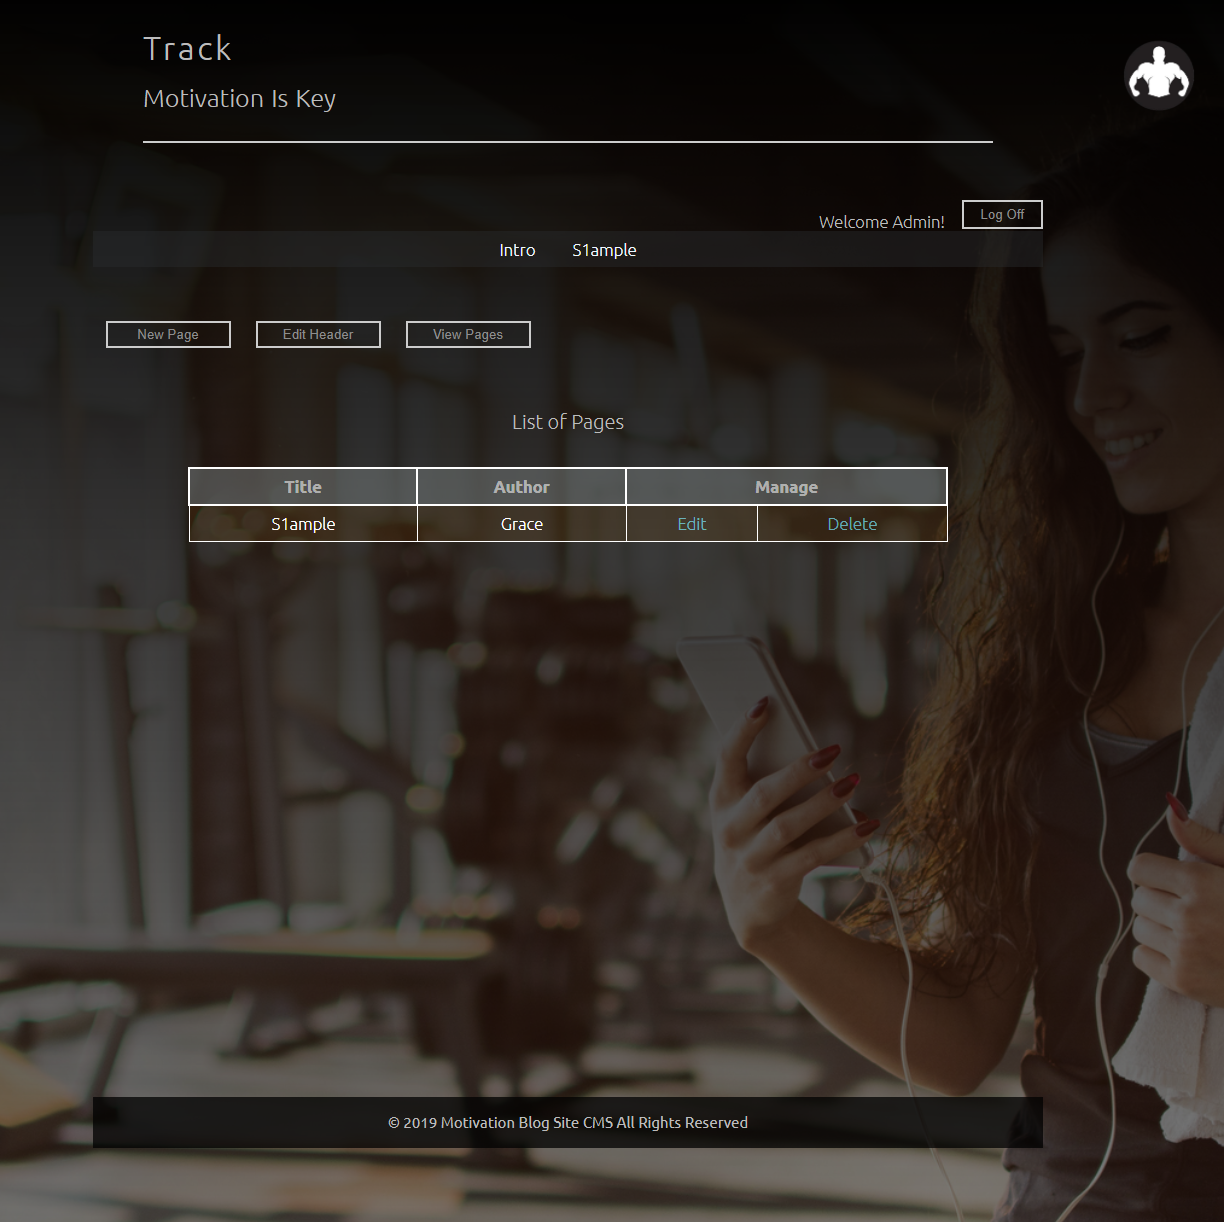 Track
Motivation Is Key
Welcome Admin! Log Off
Intro S1ample
New Page Edit Header View Pages
List of Pages
Title Author Manage
S1ample Grace Edit Delete
© 2019 Motivation Blog Site CMS All Rights Reserved